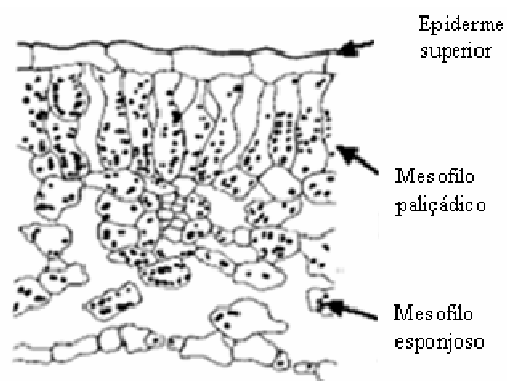 Epiderme
superior
Mesofilo
paliçádico
Mesofilo
esponjoso